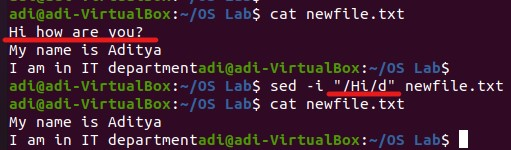 adi@adi-VirtualBox:~/OS Lab$ cat newfile.txt
Hi how are you?
My name is Aditya
I am in IT departmentadi@adi-VirtualBox:~/OS Lab$
adi@adi-VirtualBox:~/OS Lab$ sed -i "/Hi/d" newfile.txt
adi@adi-VirtualBox:~/OS Lab$ cat newfile.txt
My name is Aditya
I am in IT departmentadi@adi-VirtualBox:~/OS Lab$